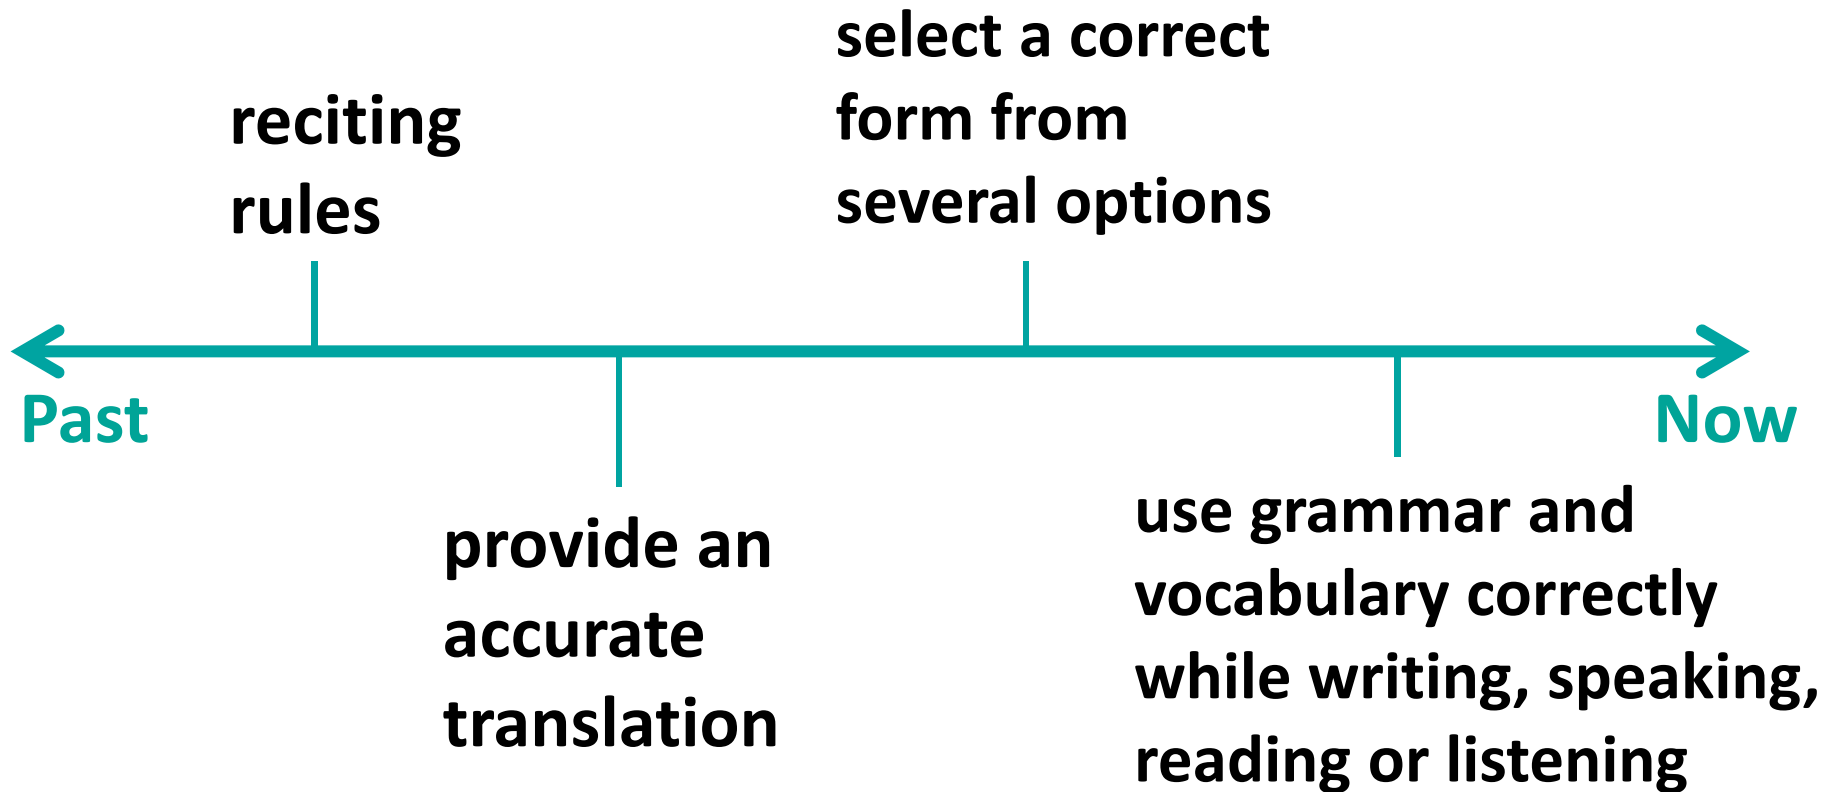 reciting
rules
select a correct
form from
several options
Past
Now
provide an
accurate
translation
use grammar and
vocabulary correctly
while writing, speaking,
reading or listening